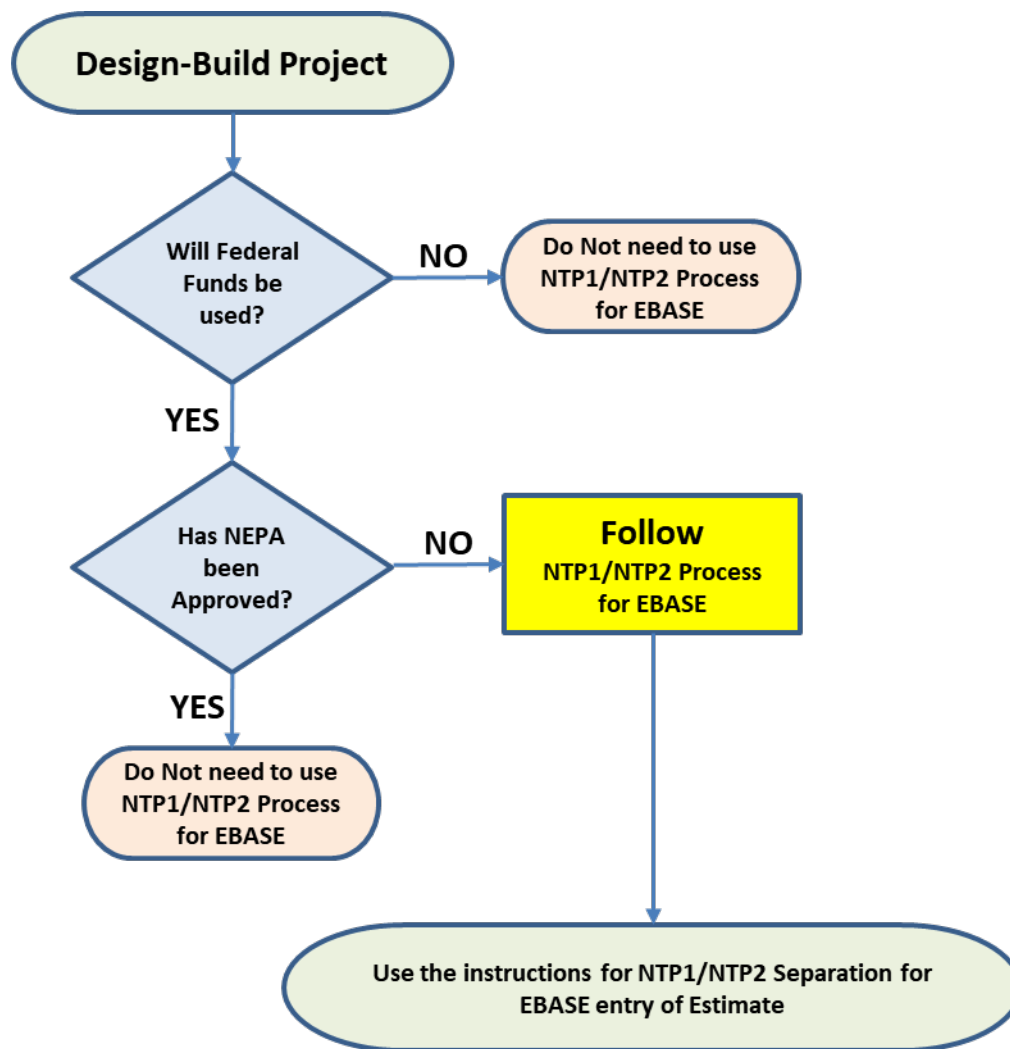 Design-Build Project
Will Federal
Funds be
used?
NO
Do Not need to use
NTP1/NTP2 Process
for EBASE
YES
Has NEPA
been
Approved?
NO
Follow
NTP1/NTP2 Process
for EBASE
YES
Do Not need to use
NTP1/NTP2 Process
for EBASE
Use the instructions for NTP1/NTP2 Separation for
EBASE entry of Estimate